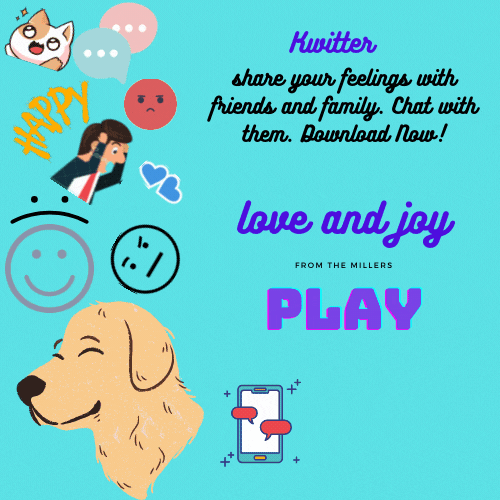 Kwitter
share your feelings with
friends and family. Chat with
them. Download Now!
HAPPY
love and joy
FROM THE MILLERS
PLAY